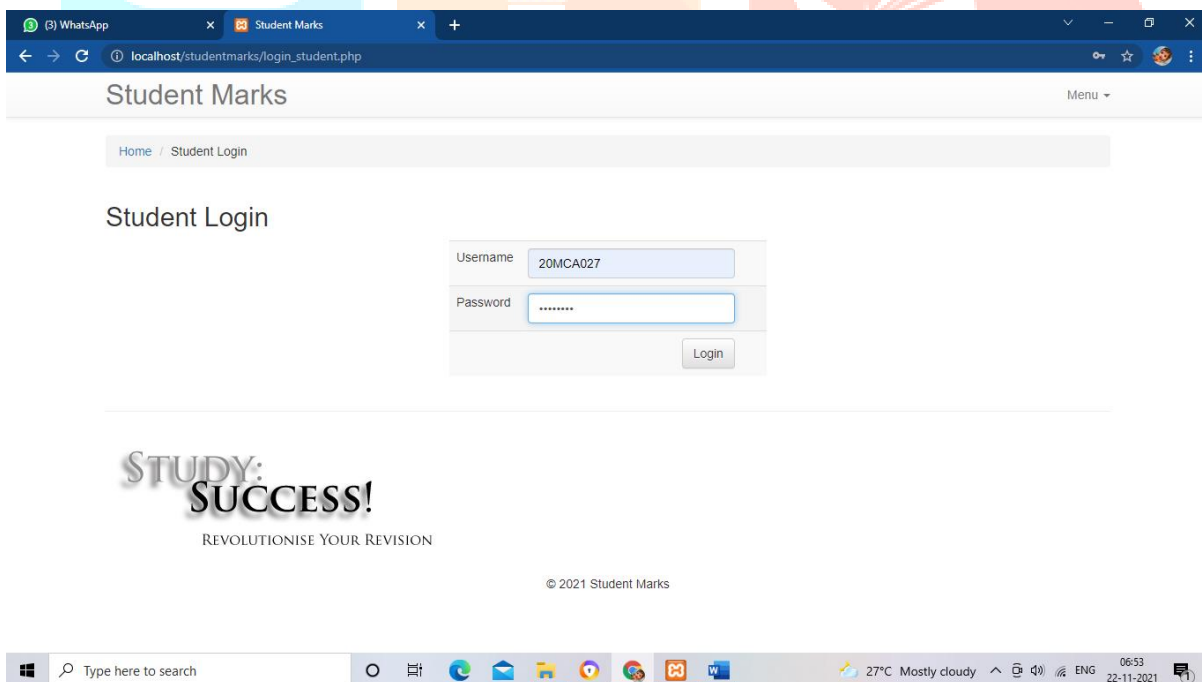 (3) WhatsApp
Student Marks
localhost/studentmarks/login_student.php
Student Marks
Menu
Home / Student Login
Student Login
Username 20MCA027
Password ········
Login
STUDY:
SUCCESS!
REVOLUTIONISE YOUR REVISION
© 2021 Student Marks
Type here to search
27°C Mostly cloudy ENG 06:53
22-11-2021